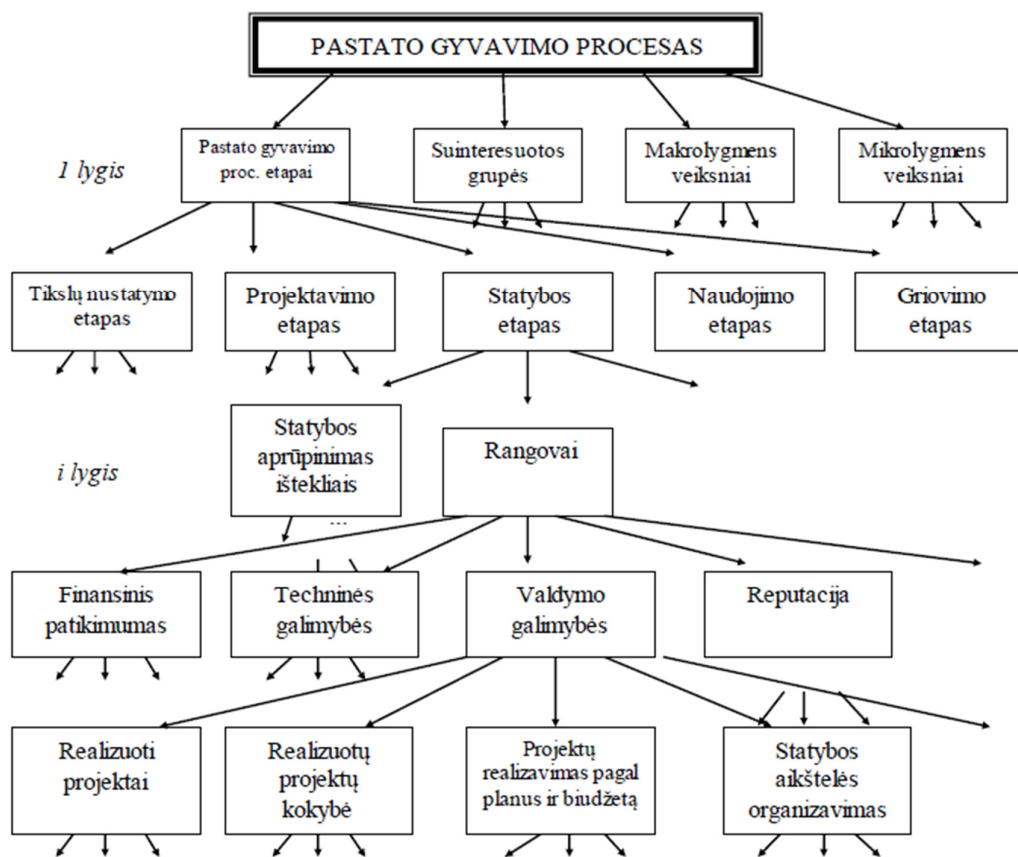 PASTATO GYVAVIMO PROCESAS
1 lygis
Pastato gyvavimo
proc. etapai
Suinteresuotos
grupės
Makrolygmens
veiksniai
Mikrolygmens
veiksniai
Tikslų nustatymo
etapas
Projektavimo
etapas
Statybos
etapas
Naudojimo
etapas
Griovimo
etapas
i lygis
Statybos
aprūpinimas
ištekliais
...
Rangovai
Finansinis
patikimumas
Techninės
galimybės
Valdymo
galimybės
Reputacija
Realizuoti
projektai
Realizuotų
projektų
kokybė
Projektų
realizavimas pagal
planus ir biudžetą
Statybos
aikštelės
organizavimas